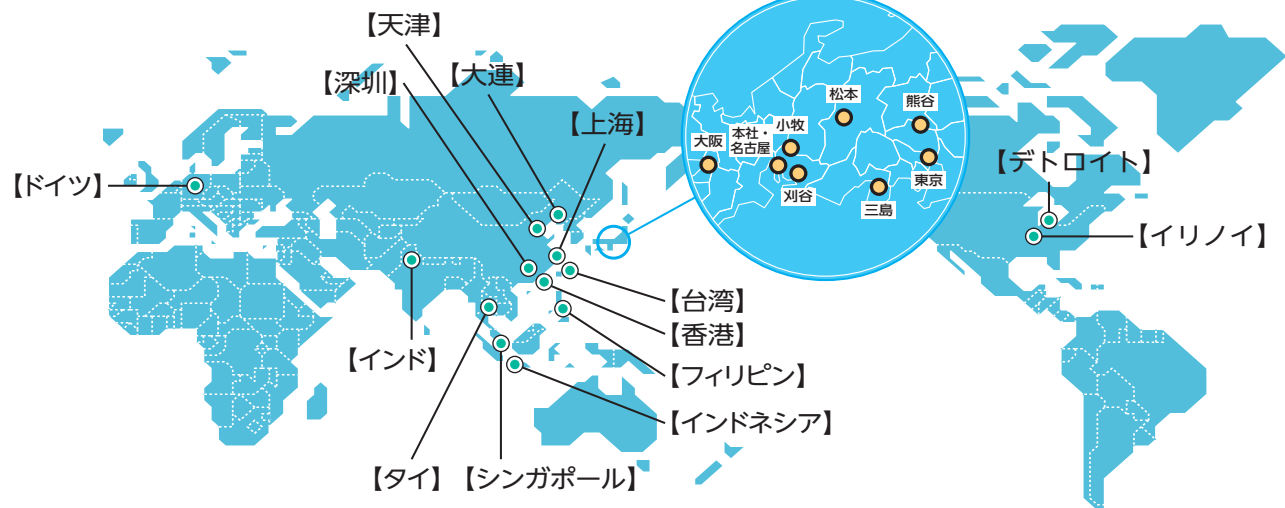 【天津】
【深圳】
【大連】
【上海】
【ドイツ】
【インド】
【タイ】
【シンガポール】
【台湾】
【香港】
【フィリピン】
【インドネシア】
松本
熊谷
小牧
大阪
本社・
名古屋
刈谷
三島
東京
【デトロイト】
【イリノイ】